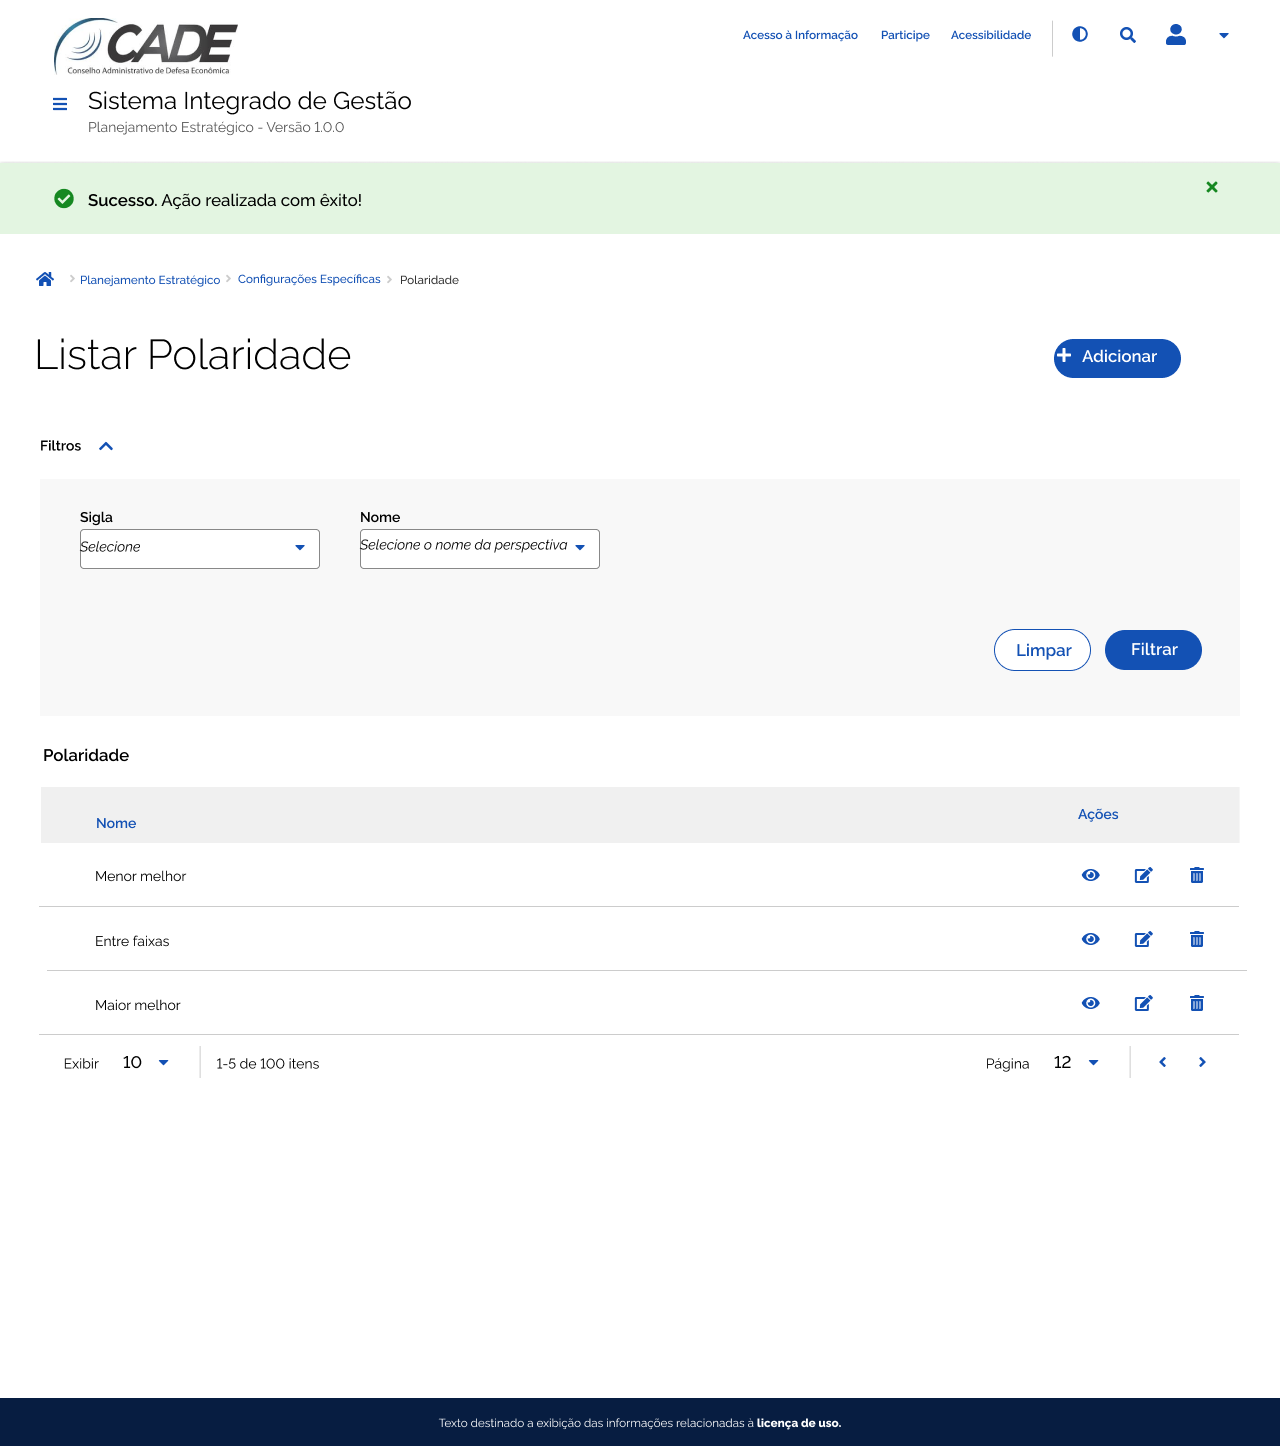 CADE
Conselho Administrativo de Defesa Econômica
Acesso à Informação Participe Acessibilidade
Sistema Integrado de Gestão
Planejamento Estratégico - Versão 1.0.0
Sucesso. Ação realizada com êxito!
Planejamento Estratégico Configurações Específicas Polaridade
Listar Polaridade
Adicionar
Filtros
Sigla Nome
Selecione Selecione o nome da perspectiva
Limpar Filtrar
Polaridade
Nome Ações
Menor melhor
Entre faixas
Maior melhor
Exibir 10 1-5 de 100 itens Página 12
Texto destinado a exibição das informações relacionadas à licença de uso.